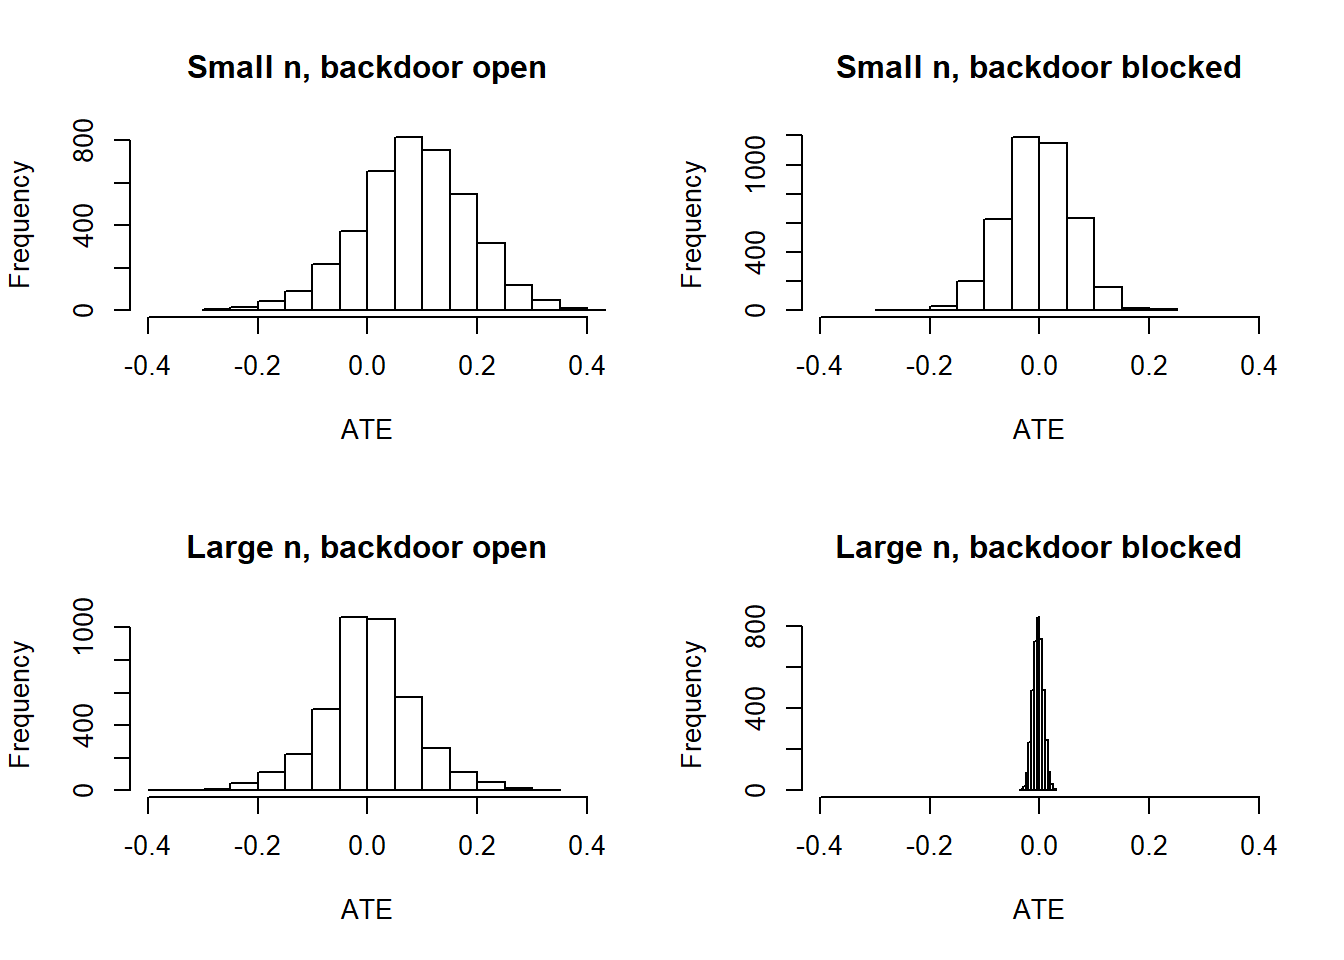 Small n, backdoor open
Frequency
0 400 800
-0.4 -0.2 0.0 0.2 0.4
ATE
Small n, backdoor blocked
Frequency
0 400 1000
-0.4 -0.2 0.0 0.2 0.4
ATE
Large n, backdoor open
Frequency
0 400 1000
-0.4 -0.2 0.0 0.2 0.4
ATE
Large n, backdoor blocked
Frequency
0 400 800
-0.4 -0.2 0.0 0.2 0.4
ATE